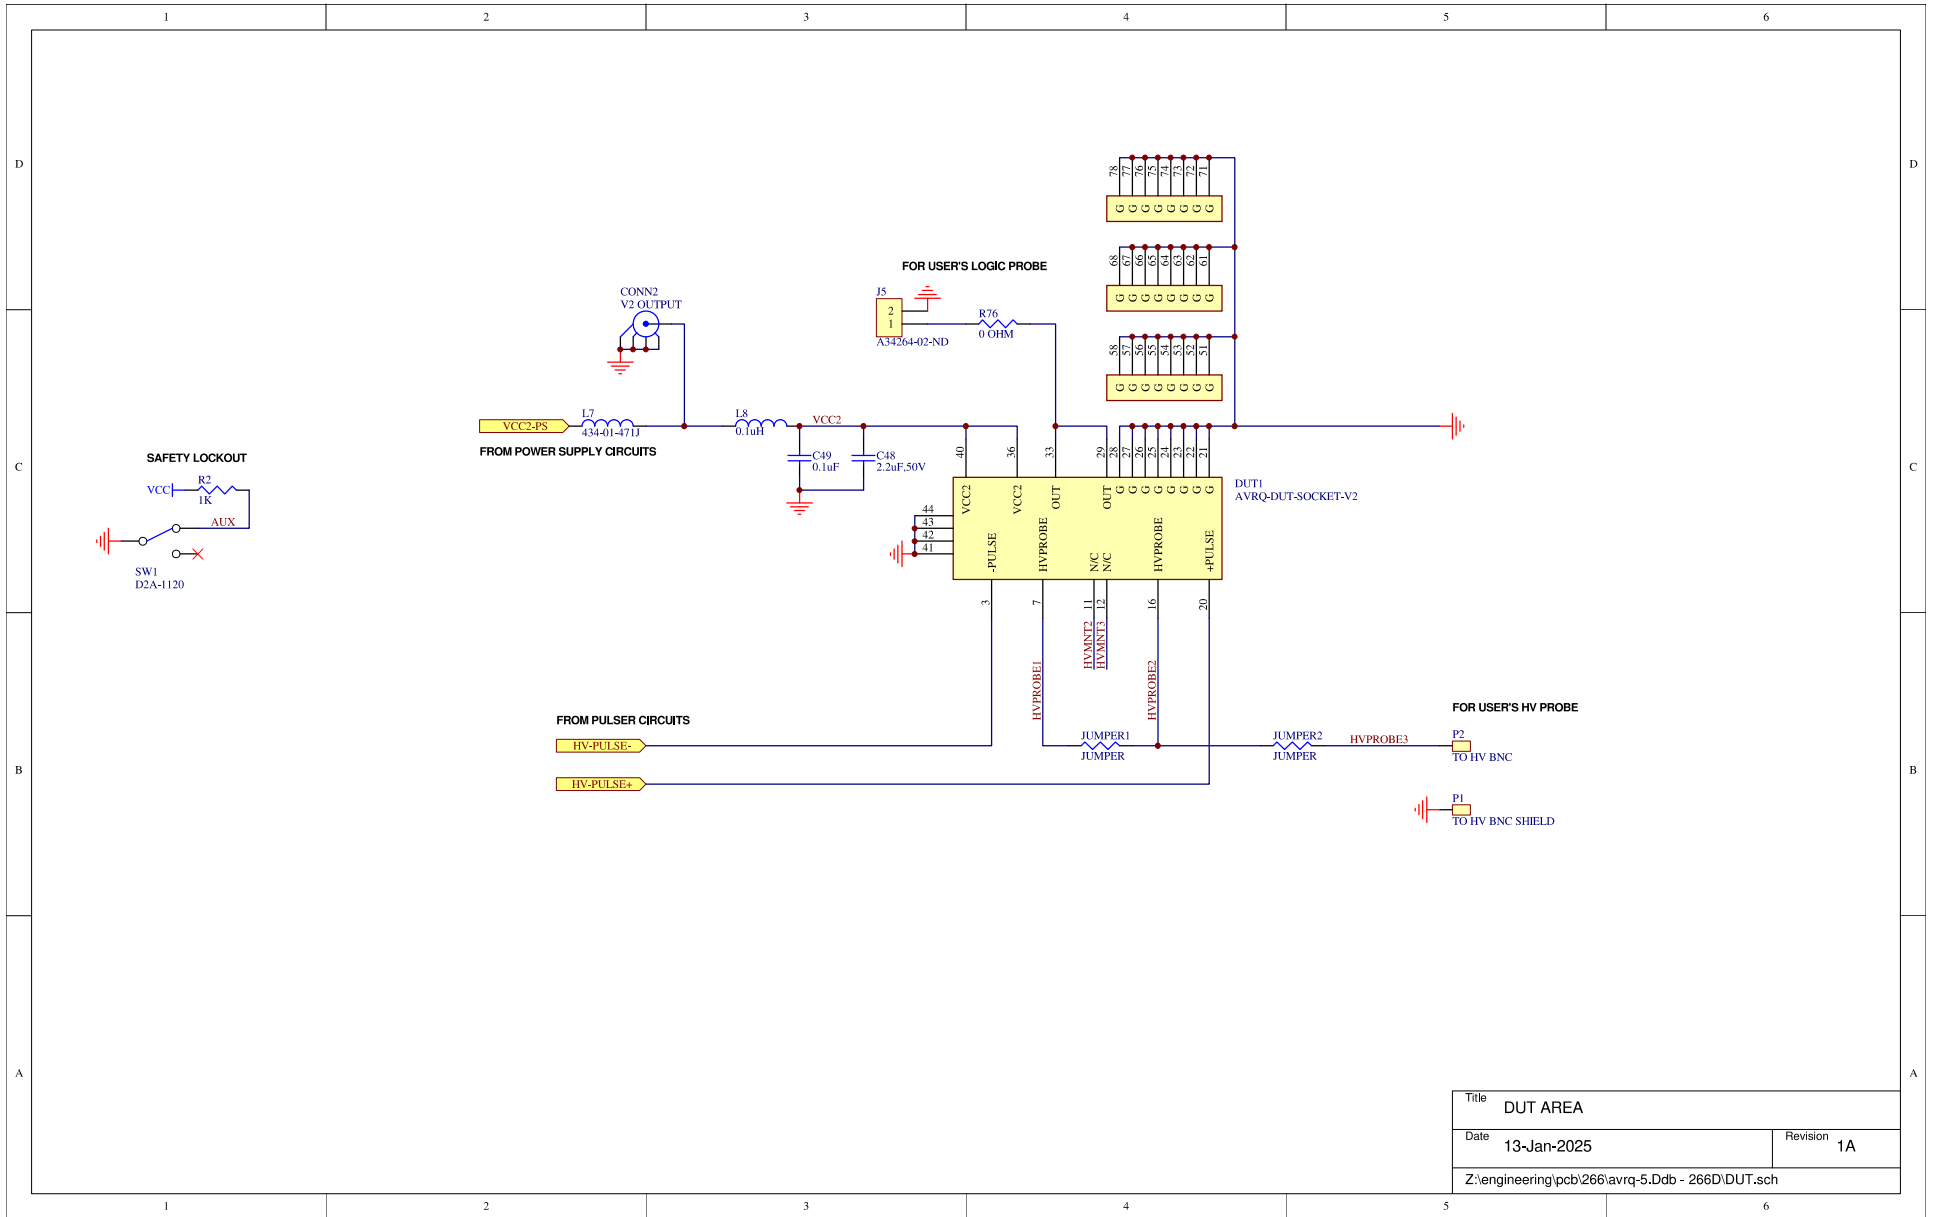 1 2 3 4 5 6
D D
78 77 76 75 74 73 72 71
G G G G G G G G
68 67 66 65 64 63 62 61
G G G G G G G G
58 57 56 55 54 53 52 51
G G G G G G G G
FOR USER'S LOGIC PROBE
CONN2
V2 OUTPUT
J5
2
1
A34264-02-ND
R76
0 OHM
VCC2-PS
L7
434-01-471J
L8
0.1uH
VCC2
FROM POWER SUPPLY CIRCUITS
C49
0.1uF
C48
2.2uF,50V
C C
SAFETY LOCKOUT
VCC
R2
1K
AUX
SW1
D2A-1120
40 36 33 29 28 27 26 25 24 23 22 21
VCC2 VCC2 OUT OUT G G G G G G G G
DUT1
AVRQ-DUT-SOCKET-V2
44
43
42
41
-PULSE HVPROBE N/C N/C HVPROBE +PULSE
3 7 11 12 16 20
HVMNT2
HVMNT3
HVPROBE1
HVPROBE2
FROM PULSER CIRCUITS
HV-PULSE-
HV-PULSE+
JUMPER1
JUMPER
JUMPER2
JUMPER
HVPROBE3
FOR USER'S HV PROBE
P2
TO HV BNC
P1
TO HV BNC SHIELD
B B
A A
Title DUT AREA
Date 13-Jan-2025
Revision 1A
Z:\engineering\pcb\266\avrq-5.Ddb - 266D\DUT.sch
1 2 3 4 5 6